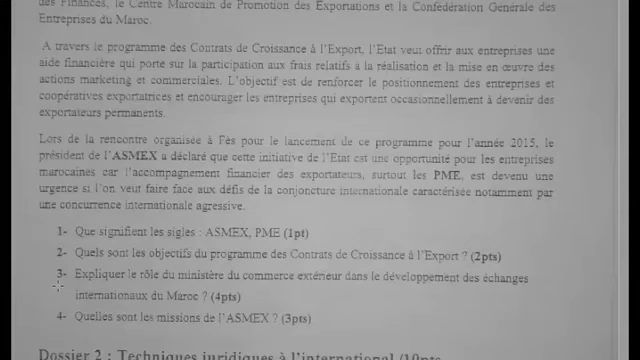 des Finances, le Centre Marocain de Promotion des Exportations et la Confédération Générale des
Entreprises du Maroc.
A travers le programme des Contrats de Croissance à l'Export, l'Etat veut offrir aux entreprises une
aide financière qui porte sur la participation aux frais relatifs à la réalisation et la mise en œuvre des
actions marketing et commerciales. L'objectif est de renforcer le positionnement des entreprises et
coopératives exportatrices et encourager les entreprises qui exportent occasionnellement à devenir des
exportateurs permanents.
Lors de la rencontre organisée à Fès pour le lancement de ce programme pour l'année 2015, le
président de l'ASMEX a déclaré que cette initiative de l'Etat est une opportunité pour les entreprises
marocaines car l'accompagnement financier des exportateurs, surtout les PME, est devenu une
urgence si l'on veut faire face aux défis de la conjoncture internationale caractérisée notamment par
une concurrence internationale agressive.
1- Que signifient les sigles : ASMEX, PME (1pt)
2- Quels sont les objectifs du programme des Contrats de Croissance à l'Export ? (2pts)
3- Expliquer le rôle du ministère du commerce extérieur dans le développement des échanges
internationaux du Maroc ? (4pts)
4- Quelles sont les missions de l'ASMEX ? (3pts)
Dossier 2 : Techniques juridiques à l'international (10pts